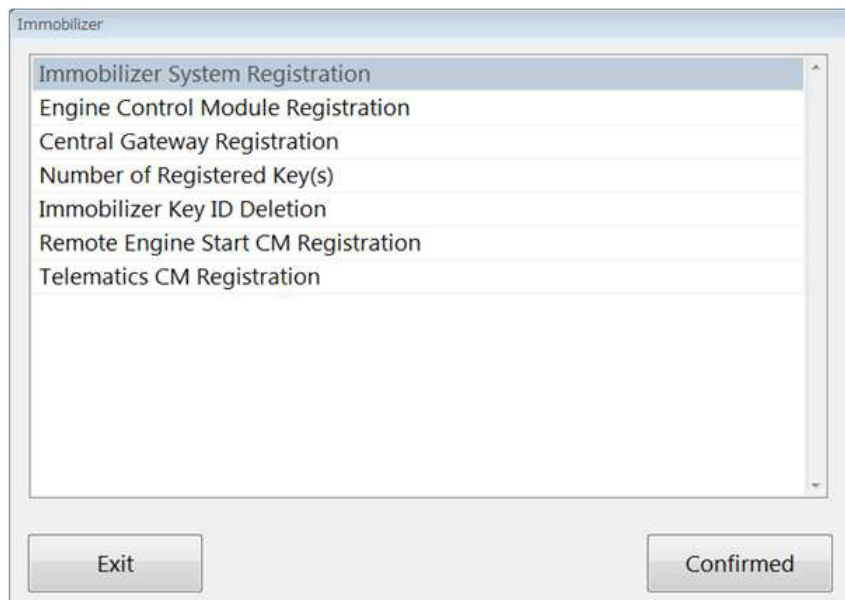 Immobilizer
Immobilizer System Registration
Engine Control Module Registration
Central Gateway Registration
Number of Registered Key(s)
Immobilizer Key ID Deletion
Remote Engine Start CM Registration
Telematics CM Registration
Exit
Confirmed